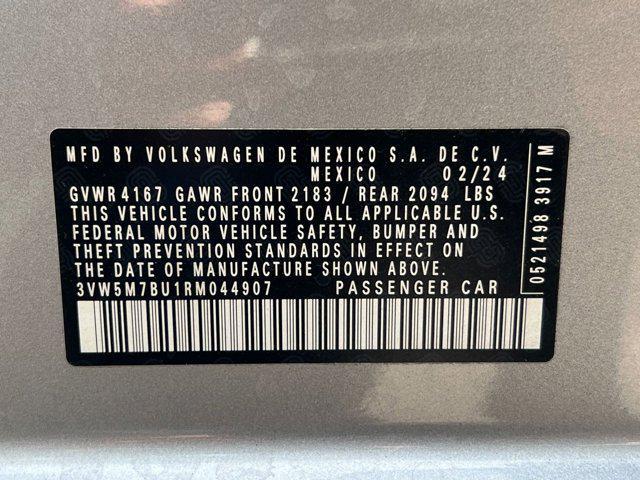 MFD BY VOLKSWAGEN DE MEXICO S.A. DE C.V.
MEXICO 02/24
GVWR 4167 GAWR FRONT 2183 / REAR 2094 LBS
THIS VEHICLE CONFORMS TO ALL APPLICABLE U.S.
FEDERAL MOTOR VEHICLE SAFETY, BUMPER AND
THEFT PREVENTION STANDARDS IN EFFECT ON
THE DATE OF MANUFACTURE SHOWN ABOVE.
3VW5M7BU1RM044907 PASSENGER CAR
0521498 3917 M